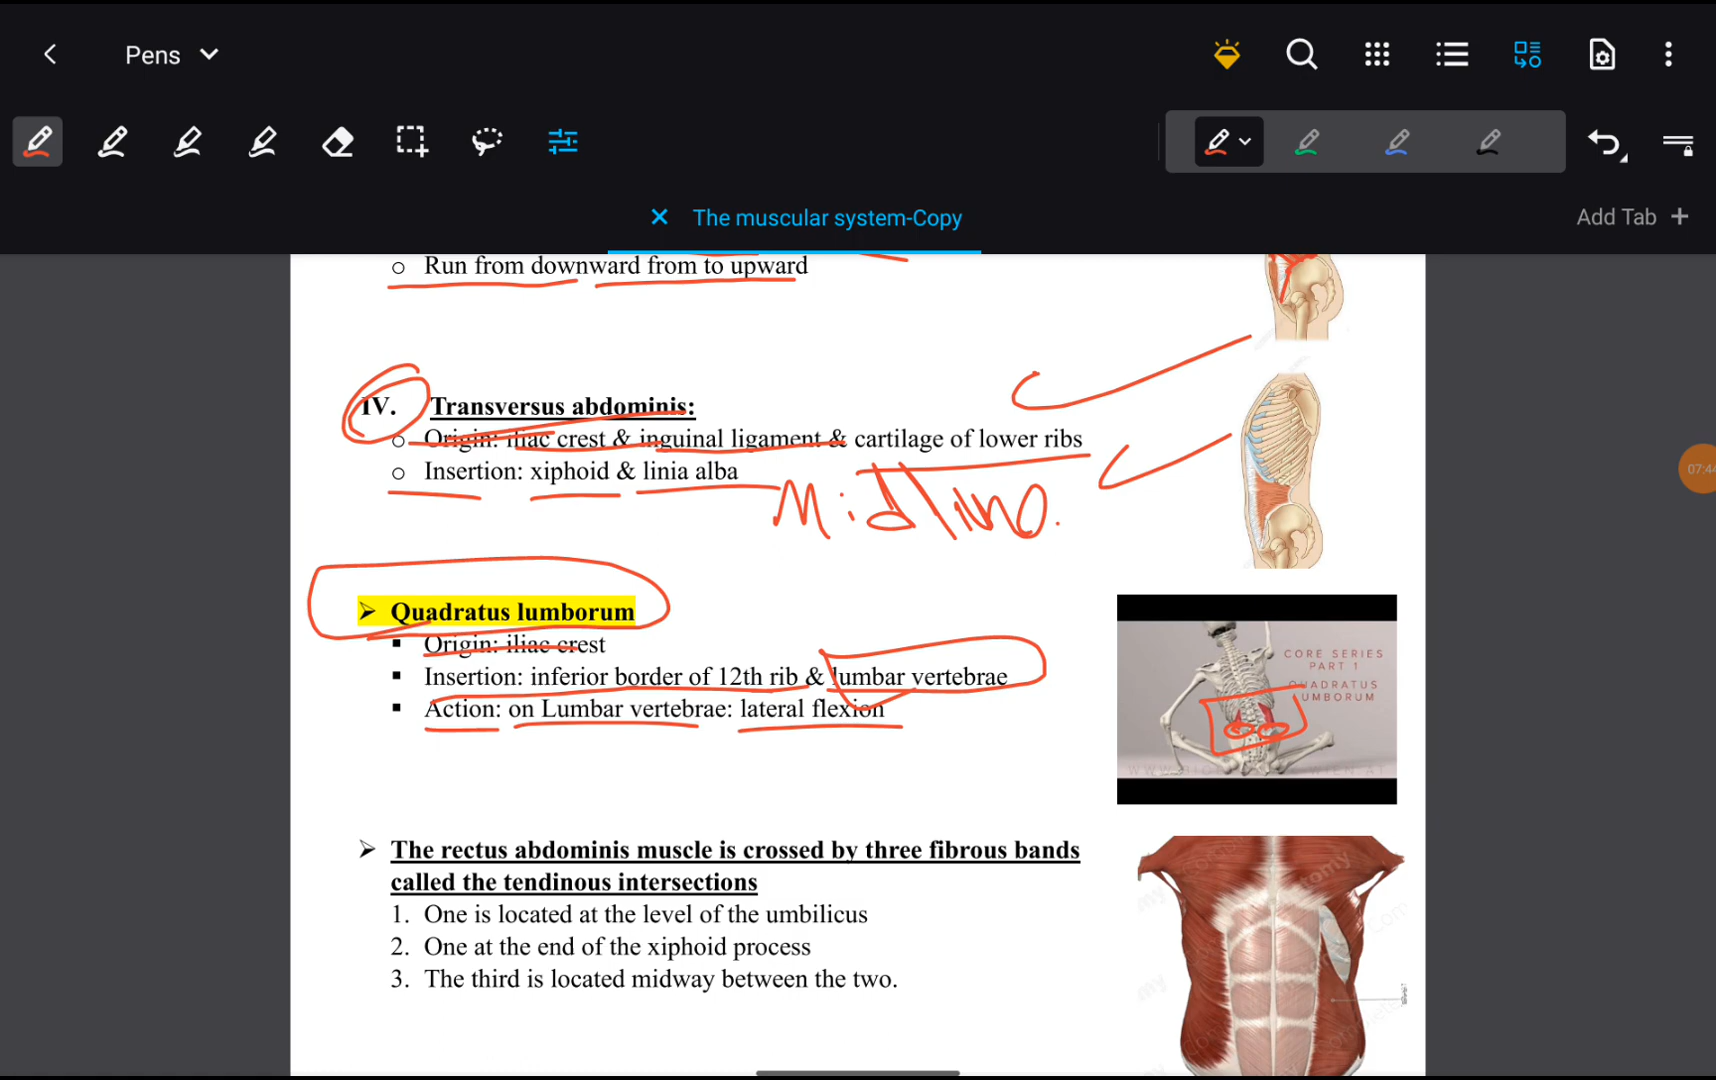 Pens
The muscular system-Copy
Add Tab +
o Run from downward from to upward
IV. Transversus abdominis:
o Origin: iliac crest & inguinal ligament & cartilage of lower ribs
o Insertion: xiphoid & linia alba
Midline.
07:44
➢ Quadratus lumborum
▪ Origin: iliac crest
▪ Insertion: inferior border of 12th rib & lumbar vertebrae
▪ Action: on Lumbar vertebrae: lateral flexion
CORE SERIES
PART 1
QUADRATUS
LUMBORUM
➢ The rectus abdominis muscle is crossed by three fibrous bands
called the tendinous intersections
1. One is located at the level of the umbilicus
2. One at the end of the xiphoid process
3. The third is located midway between the two.